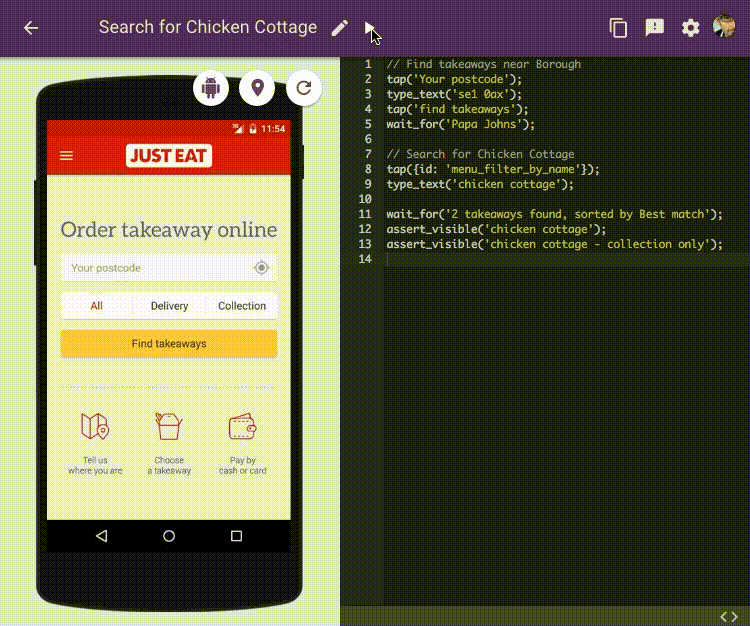 Search for Chicken Cottage
11:54
JUST EAT
Order takeaway online
Your postcode
All Delivery Collection
Find takeaways
Tell us
where you are
Choose
a takeaway
Pay by
cash or card
1 // Find takeaways near Borough
2 tap('Your postcode');
3 type_text('se1 0ax');
4 tap('find takeaways');
5 wait_for('Papa Johns');
6
7 // Search for Chicken Cottage
8 tap({id: 'menu_filter_by_name'});
9 type_text('chicken cottage');
10
11 wait_for('2 takeaways found, sorted by Best match');
12 assert_visible('chicken cottage');
13 assert_visible('chicken cottage - collection only');
14